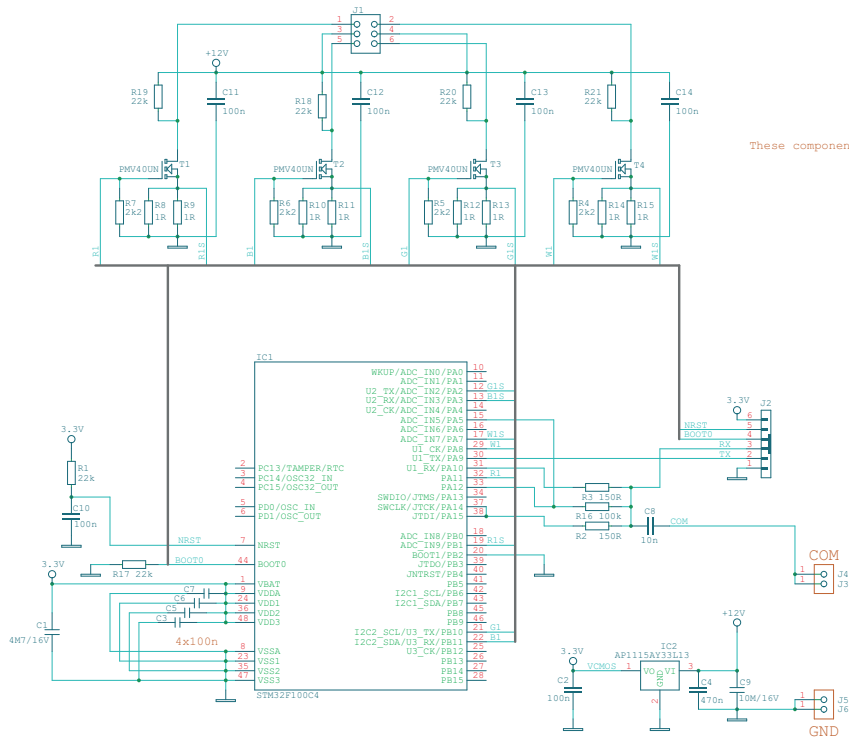 J1
1 2
3 4
5 6
+12V
R19 22k
C11 100n
R18 22k
C12 100n
R20 22k
C13 100n
R21 22k
C14 100n
These componen
PMV40UN T1
PMV40UN T2
PMV40UN T3
PMV40UN T4
R7 2k2
R8 1R
R9 1R
R6 2k2
R10 1R
R11 1R
R5 2k2
R12 1R
R13 1R
R4 2k2
R14 1R
R15 1R
R1
R1S
B1
B1S
G1
G1S
W1
W1S
IC1
WKUP/ADC_IN0/PA0 10
ADC_IN1/PA1 11
U2_TX/ADC_IN2/PA2 12 G1S
U2_RX/ADC_IN3/PA3 13 B1S
U2_CK/ADC_IN4/PA4 14
ADC_IN5/PA5 15
ADC_IN6/PA6 16
ADC_IN7/PA7 17 W1S
U1_CK/PA8 29 W1
U1_TX/PA9 30
U1_RX/PA10 31
PA11 32 R1
PA12 33
SWDIO/JTMS/PA13 34
SWCLK/JTCK/PA14 37
JTDI/PA15 38
ADC_IN8/PB0 18
ADC_IN9/PB1 19 R1S
BOOT1/PB2 20
JTDO/PB3 39
JNTRST/PB4 40
PB5 41
I2C1_SCL/PB6 42
I2C1_SDA/PB7 43
PB8 45
PB9 46
I2C2_SCL/U3_TX/PB10 21 G1
I2C2_SDA/U3_RX/PB11 22 B1
U3_CK/PB12 25
PB13 26
PB14 27
PB15 28
2 PC13/TAMPER/RTC
3 PC14/OSC32_IN
4 PC15/OSC32_OUT
5 PD0/OSC_IN
6 PD1/OSC_OUT
NRST 7 NRST
BOOT0 44 BOOT0
1 VBAT
9 VDDA
24 VDD1
36 VDD2
48 VDD3
8 VSSA
23 VSS1
35 VSS2
47 VSS3
STM32F100C4
3.3V
R1 22k
C10 100n
3.3V
R17 22k
C7
C6
C5
C3
C1 4M7/16V
4x100n
3.3V
J2
6
NRST 5
BOOT0 4
RX 3
TX 2
1
R3 150R
R16 100k
R2 150R
C8 10n
COM
COM
1 J4
1 J3
+12V
3.3V
VCMOS
IC2
AP1115AY33L13
1 VO VI 3
GND
2
C2 100n
C4 470n
C9 10M/16V
1 J5
1 J6
GND